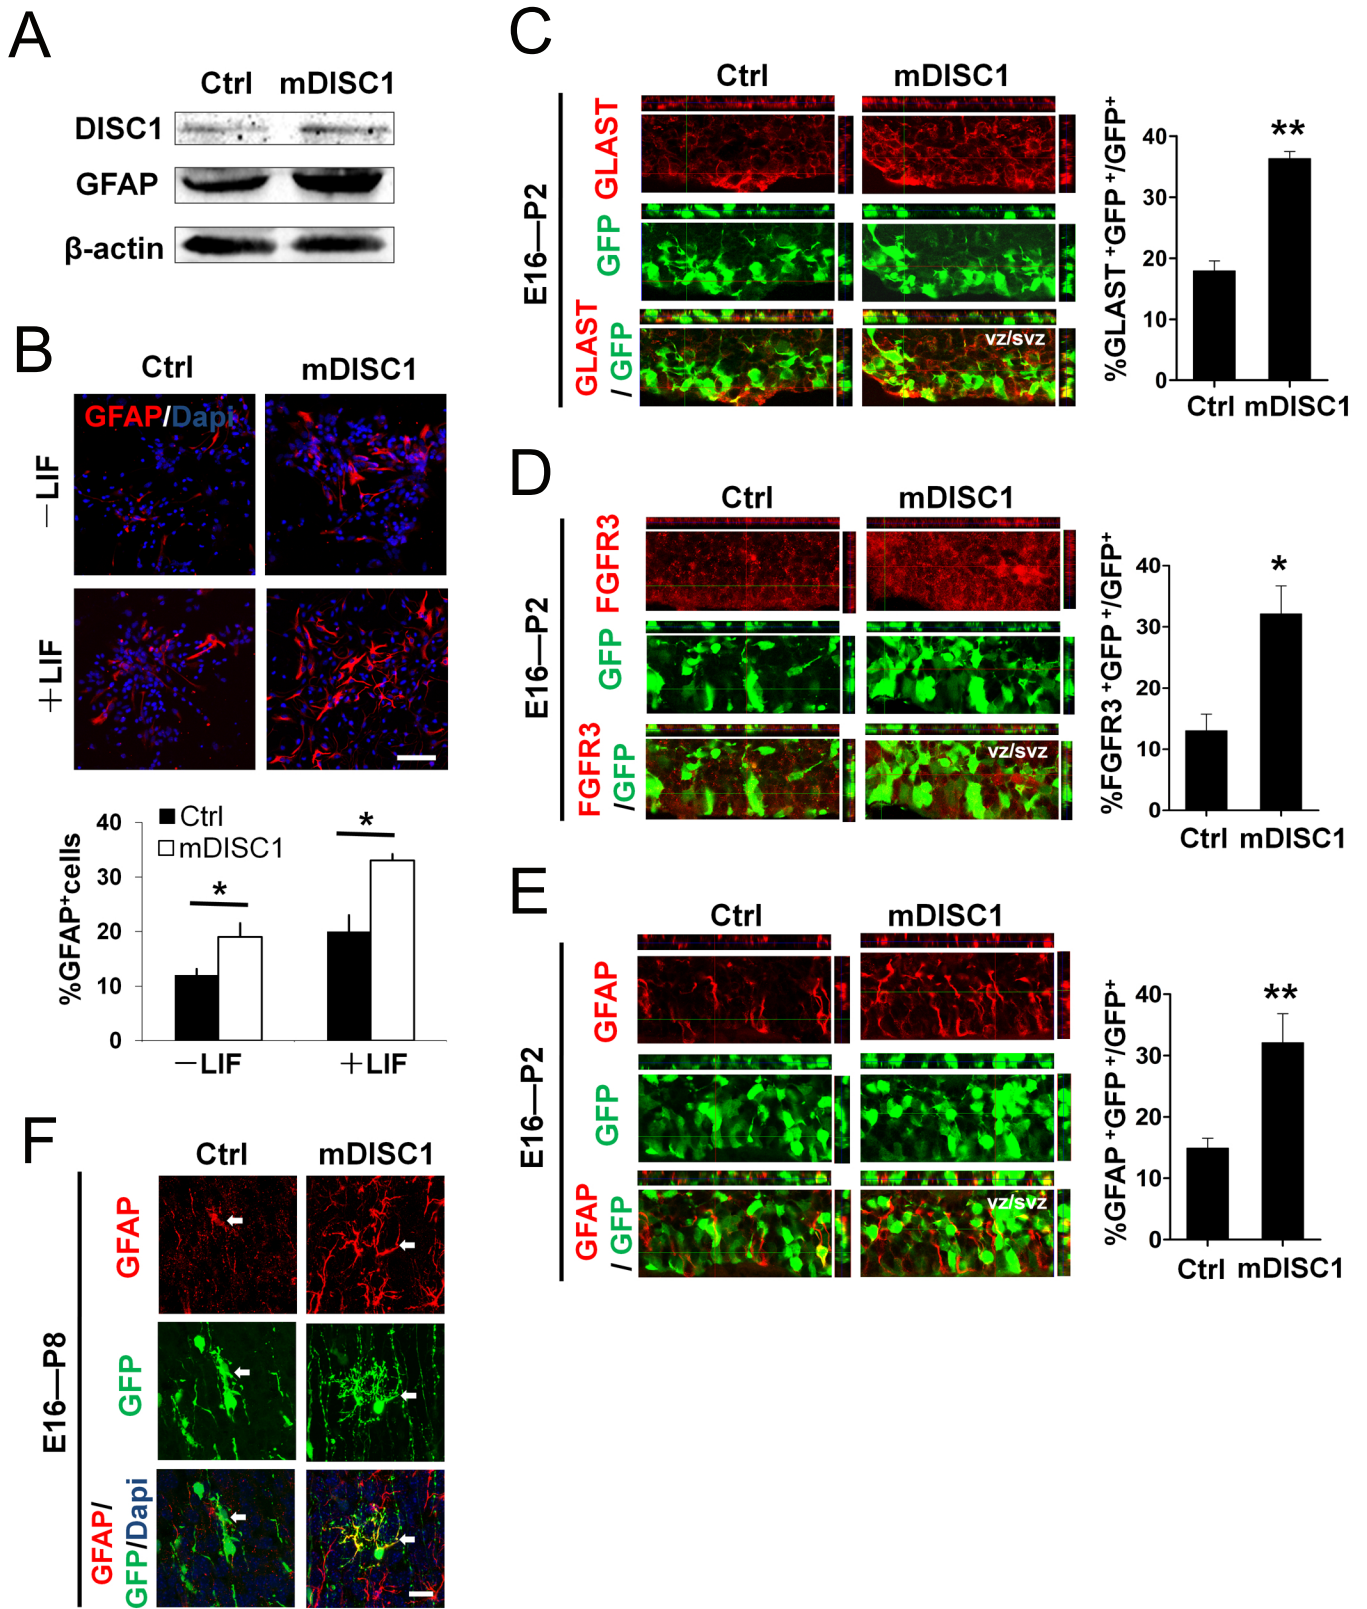 A
Ctrl mDISC1
DISC1
GFAP
β-actin
B
Ctrl mDISC1
GFAP/Dapi
—LIF
+LIF
%GFAP+cells
40
30
20
10
0
Ctrl
mDISC1
*
*
—LIF +LIF
C
Ctrl mDISC1
E16—P2
GLAST
GFP
GLAST
/ GFP
vz/svz
%GLAST +GFP +/GFP+
40
30
20
10
0
**
Ctrl mDISC1
D
Ctrl mDISC1
E16—P2
FGFR3
GFP
FGFR3
/GFP
vz/svz
%FGFR3 +GFP +/GFP+
40
30
20
10
0
*
Ctrl mDISC1
E
Ctrl mDISC1
E16—P2
GFAP
GFP
GFAP
/ GFP
vz/svz
%GFAP +GFP +/GFP+
40
30
20
10
0
**
Ctrl mDISC1
F
Ctrl mDISC1
E16—P8
GFAP
GFP
GFAP/
GFP/Dapi